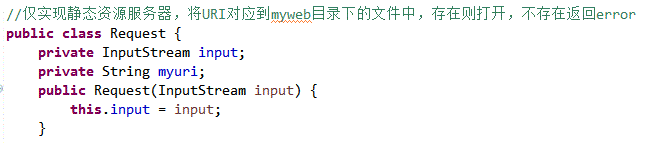 //仅实现静态资源服务器，将URI对应到myweb目录下的文件中，存在则打开，不存在返回error
public class Request {
    private InputStream input;
    private String myuri;
    public Request(InputStream input) {
        this.input = input;
    }